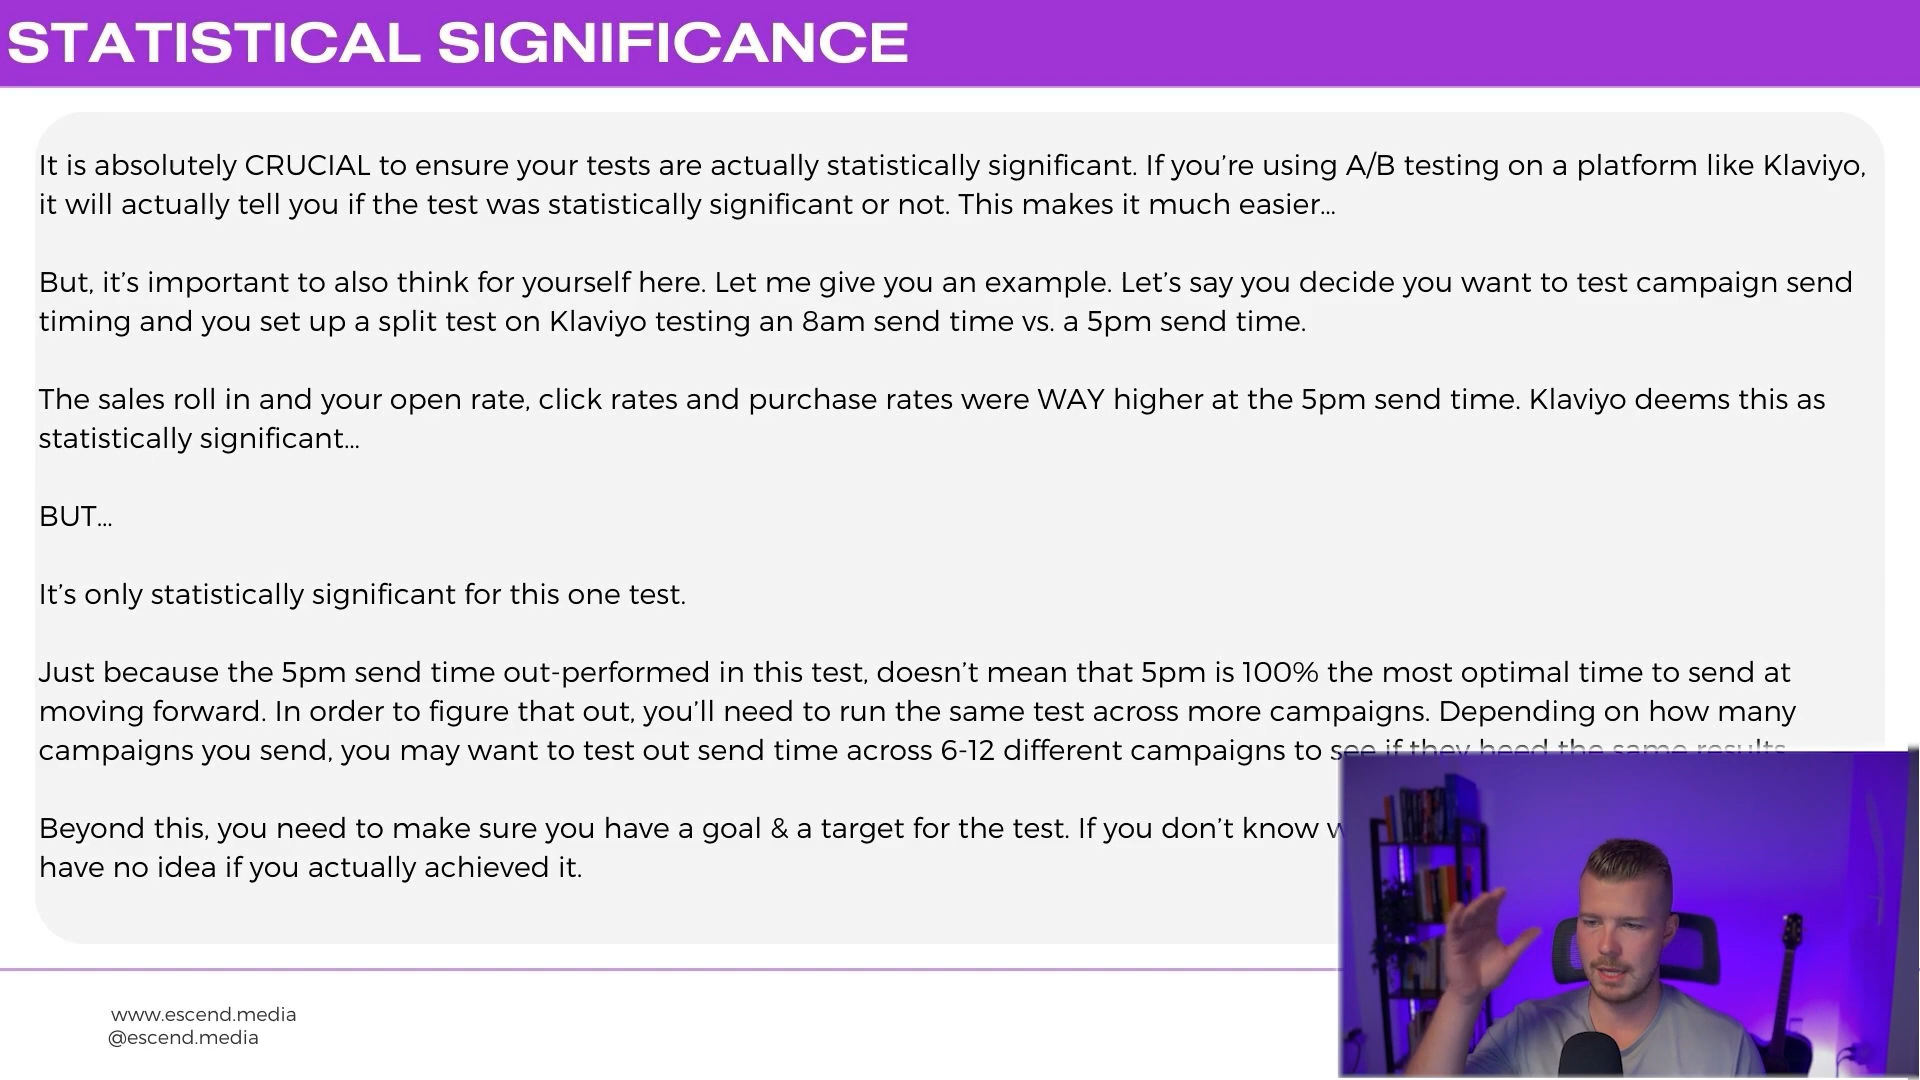 STATISTICAL SIGNIFICANCE
It is absolutely CRUCIAL to ensure your tests are actually statistically significant. If you’re using A/B testing on a platform like Klaviyo,
it will actually tell you if the test was statistically significant or not. This makes it much easier...
But, it’s important to also think for yourself here. Let me give you an example. Let’s say you decide you want to test campaign send
timing and you set up a split test on Klaviyo testing an 8am send time vs. a 5pm send time.
The sales roll in and your open rate, click rates and purchase rates were WAY higher at the 5pm send time. Klaviyo deems this as
statistically significant...
BUT...
It’s only statistically significant for this one test.
Just because the 5pm send time out-performed in this test, doesn’t mean that 5pm is 100% the most optimal time to send at
moving forward. In order to figure that out, you’ll need to run the same test across more campaigns. Depending on how many
campaigns you send, you may want to test out send time across 6-12 different campaigns to see if they heed the same results
Beyond this, you need to make sure you have a goal & a target for the test. If you don’t know
have no idea if you actually achieved it.
www.escend.media
@escend.media